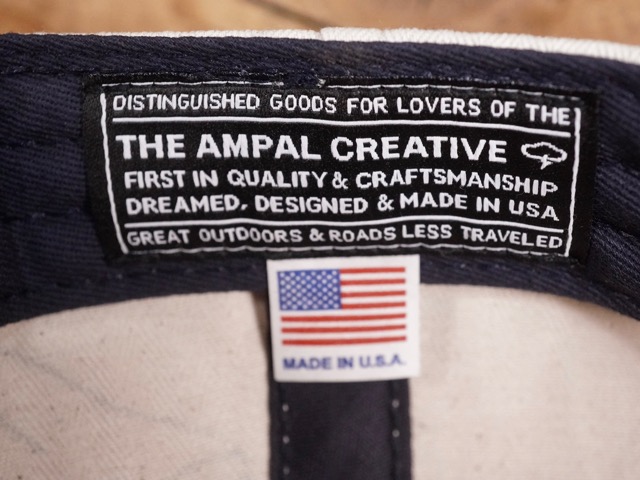 DISTINGUISHED GOODS FOR LOVERS OF THE
THE AMPAL CREATIVE
FIRST IN QUALITY & CRAFTSMANSHIP
DREAMED, DESIGNED & MADE IN USA
GREAT OUTDOORS & ROADS LESS TRAVELED
MADE IN U.S.A.